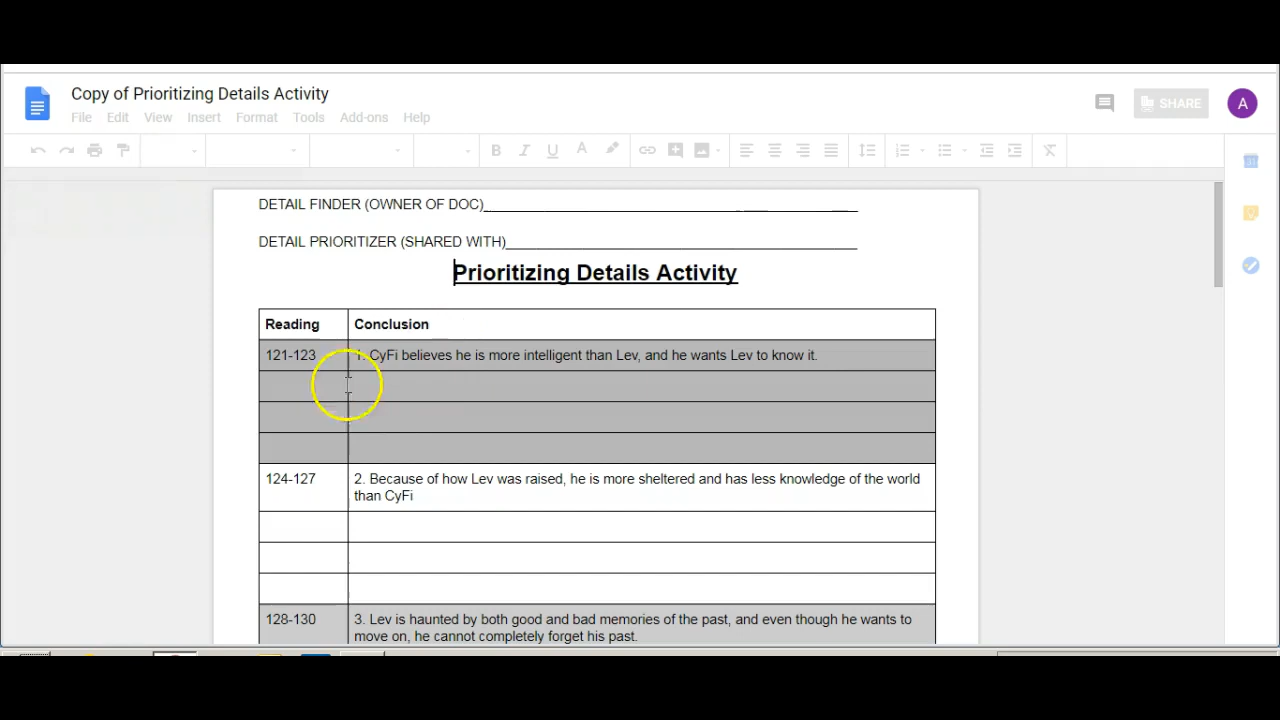 Copy of Prioritizing Details Activity
File Edit View Insert Format Tools Add-ons Help
SHARE
A
B I U A
DETAIL FINDER (OWNER OF DOC)
DETAIL PRIORITIZER (SHARED WITH)
Prioritizing Details Activity
Reading Conclusion
121-123 1. CyFi believes he is more intelligent than Lev, and he wants Lev to know it.
124-127 2. Because of how Lev was raised, he is more sheltered and has less knowledge of the world
than CyFi
128-130 3. Lev is haunted by both good and bad memories of the past, and even though he wants to
move on, he cannot completely forget his past.